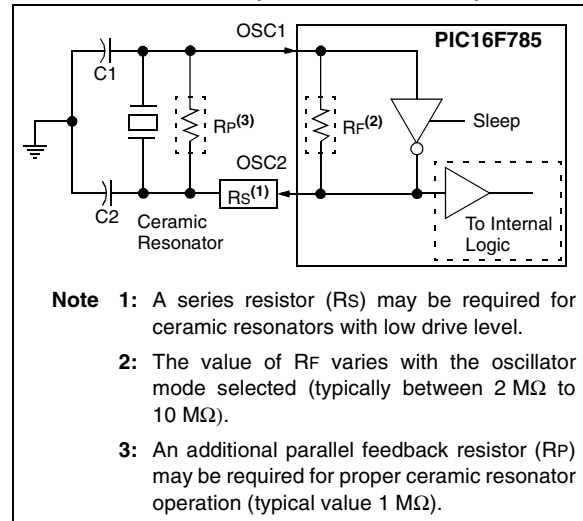 OSC1
PIC16F785
C1
RP(3)
RF(2)
Sleep
OSC2
RS(1)
C2
Ceramic
Resonator
To Internal
Logic
Note 1: A series resistor (RS) may be required for
ceramic resonators with low drive level.
2: The value of RF varies with the oscillator
mode selected (typically between 2 MΩ to
10 MΩ).
3: An additional parallel feedback resistor (RP)
may be required for proper ceramic resonator
operation (typical value 1 MΩ).